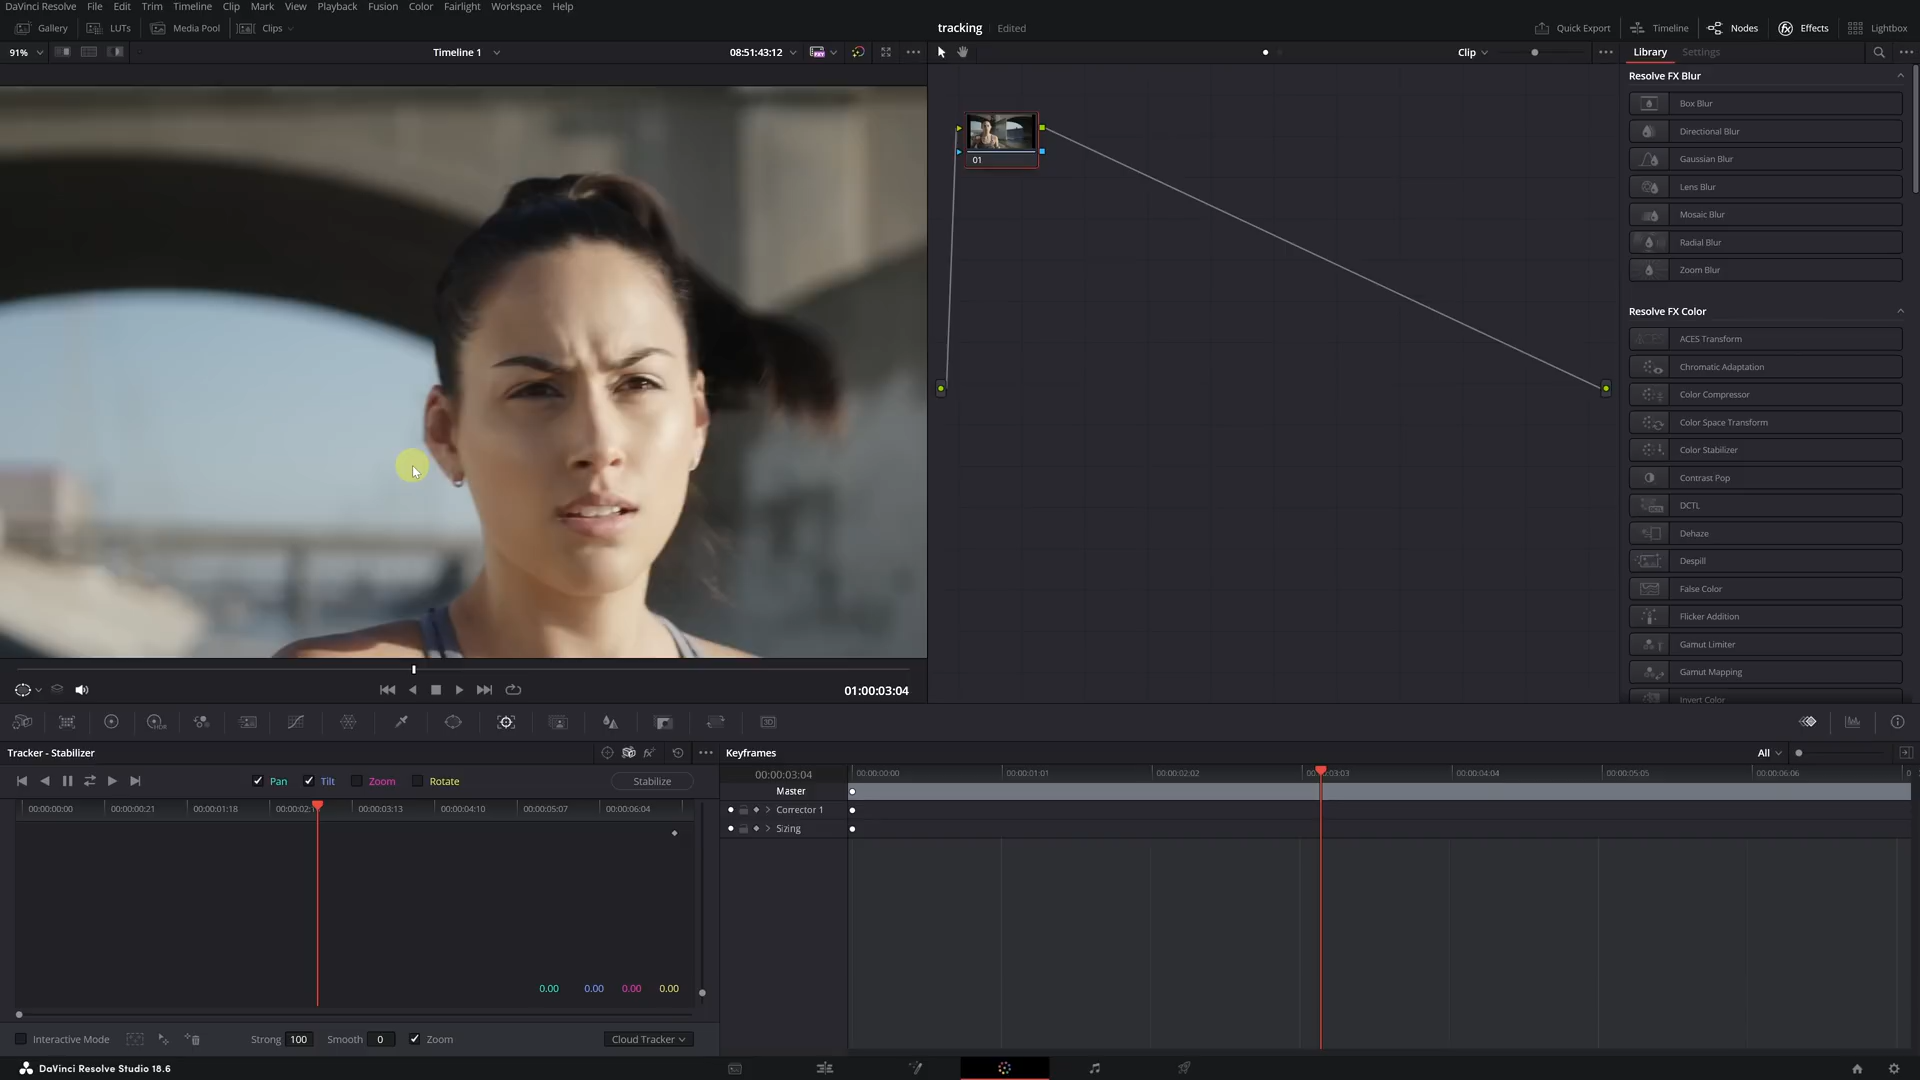 DaVinci Resolve File Edit Trim Timeline Clip Mark View Playback Fusion Color Fairlight Workspace Help
Gallery LUTs Media Pool Clips tracking Edited Quick Export Timeline Nodes Effects Lightbox
91% Timeline 1 08:51:43:12 Clip Library Settings
Resolve FX Blur
Box Blur
Directional Blur
Gaussian Blur
Lens Blur
Mosaic Blur
Radial Blur
Zoom Blur
01
Resolve FX Color
ACES Transform
Chromatic Adaptation
Color Compressor
Color Space Transform
Color Stabilizer
Contrast Pop
DCTL
Dehaze
Despill
False Color
Flicker Addition
Gamut Limiter
Gamut Mapping
Invert Color
01:00:03:04
Tracker - Stabilizer Keyframes All
Pan Tilt Zoom Rotate Stabilize
00:00:03:04 00:00:00:00 00:00:01:01 00:00:02:02 00:00:03:03 00:00:04:04 00:00:05:05 00:00:06:06
Master
00:00:00:00 00:00:00:21 00:00:01:18 00:00:02: 00:00:03:13 00:00:04:10 00:00:05:07 00:00:06:04
Corrector 1
Sizing
0.00 0.00 0.00 0.00
Interactive Mode Strong 100 Smooth 0 Zoom Cloud Tracker
DaVinci Resolve Studio 18.6